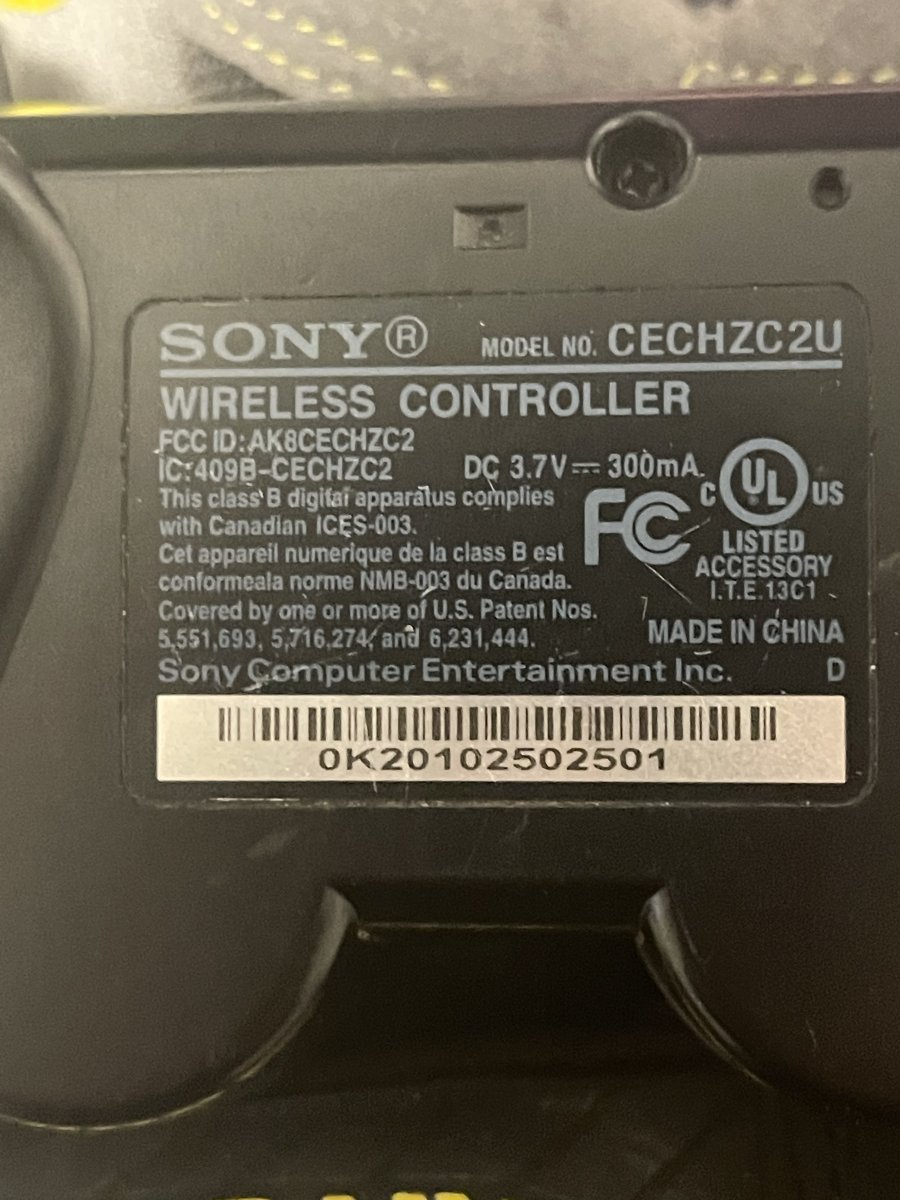 SONY® MODEL NO. CECHZC2U
WIRELESS CONTROLLER
FCC ID:AK8CECHZC2
IC:409B-CECHZC2 DC 3.7V⎓300mA
This class B digital apparatus complies
with Canadian ICES-003.
Cet appareil numerique de la class B est
conformeala norme NMB-003 du Canada.
Covered by one or more of U.S. Patent Nos.
5,551,693, 5,716,274, and 6,231,444.
Sony Computer Entertainment Inc.
FC
C UL US
LISTED
ACCESSORY
I.T.E.13C1
MADE IN CHINA
D
0K20102502501